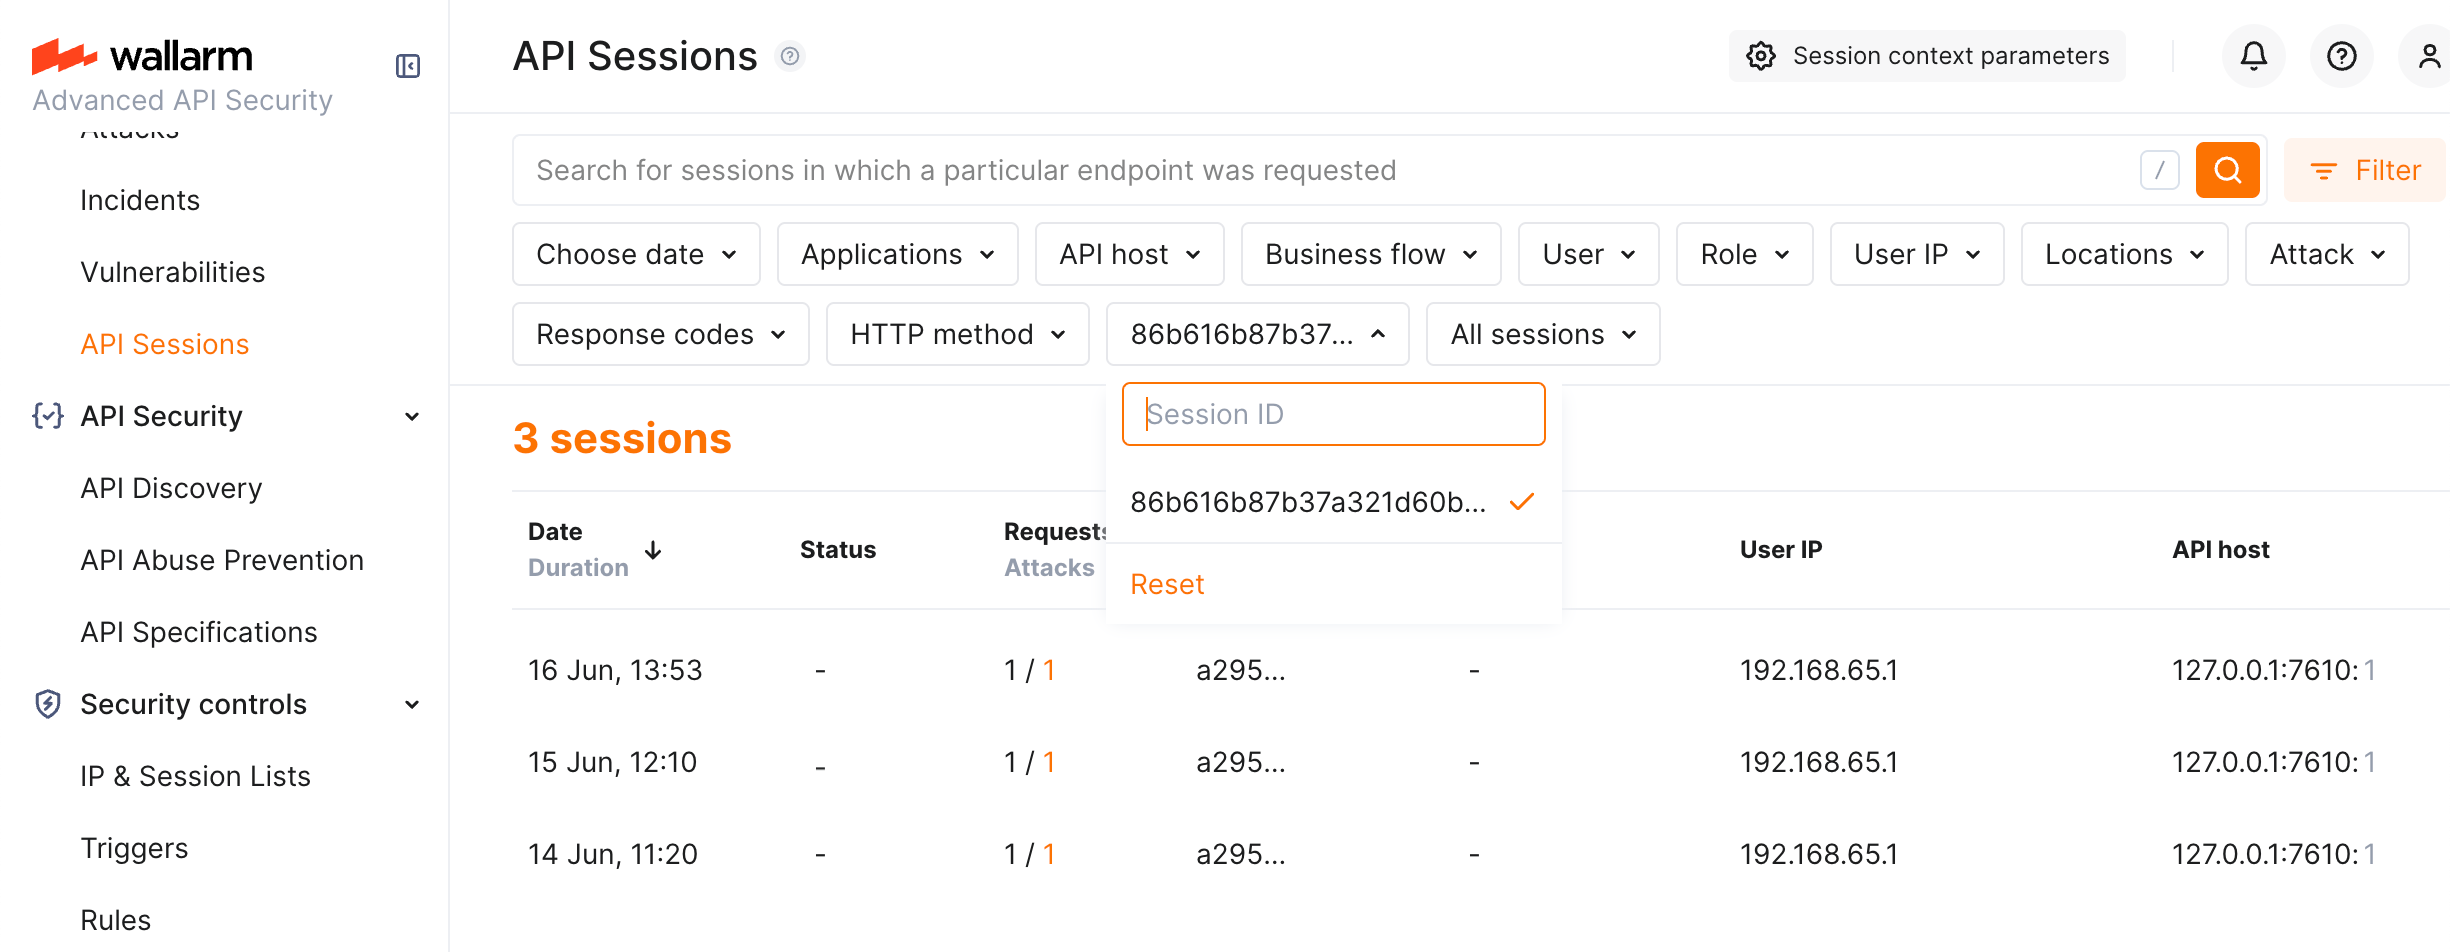 wallarm
Advanced API Security
Attacks
Incidents
Vulnerabilities
API Sessions
API Security
API Discovery
API Abuse Prevention
API Specifications
Security controls
IP & Session Lists
Triggers
Rules
API Sessions
Session context parameters
Search for sessions in which a particular endpoint was requested
/
Filter
Choose date
Applications
API host
Business flow
User
Role
User IP
Locations
Attack
Response codes
HTTP method
86b616b87b37...
All sessions
Session ID
86b616b87b37a321d60b...
Reset
3 sessions
Date
Duration
Status
Requests
Attacks
User IP
API host
16 Jun, 13:53 - 1 / 1 a295... - 192.168.65.1 127.0.0.1:7610: 1
15 Jun, 12:10 - 1 / 1 a295... - 192.168.65.1 127.0.0.1:7610: 1
14 Jun, 11:20 - 1 / 1 a295... - 192.168.65.1 127.0.0.1:7610: 1